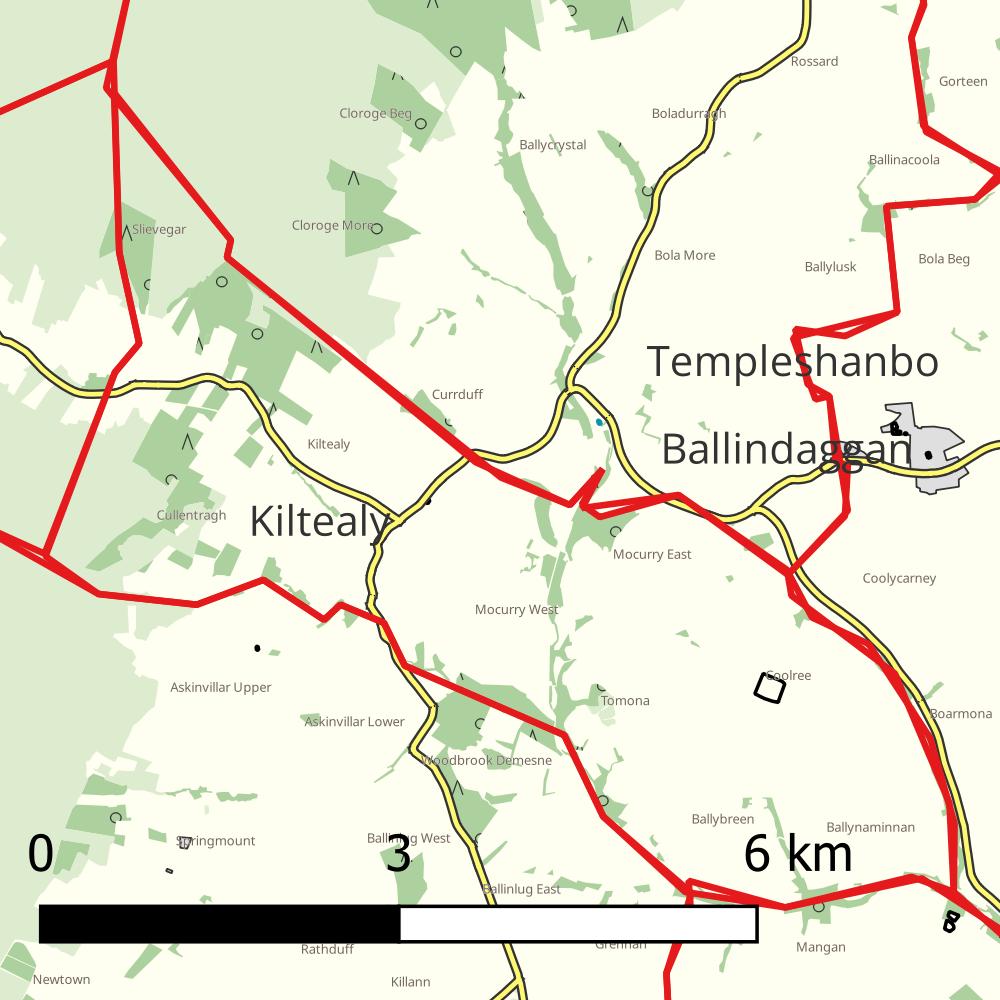 Rossard
Gorteen
Cloroge Beg
Boladurragh
Ballycrystal
Ballinacoola
Cloroge More
Slievegar
Bola More
Ballylusk
Bola Beg
Templeshanbo
Currduff
Kiltealy
Ballindaggan
Cullentragh
Kiltealy
Mocurry East
Coolycarney
Mocurry West
Askinvillar Upper
Coolree
Tomona
Boarmona
Askinvillar Lower
Woodbrook Demesne
Ballybreen
Ballynaminnan
Springmount
Ballinlug West
0 3 6 km
Ballinlug East
Rathduff
Grennan
Mangan
Newtown
Killann